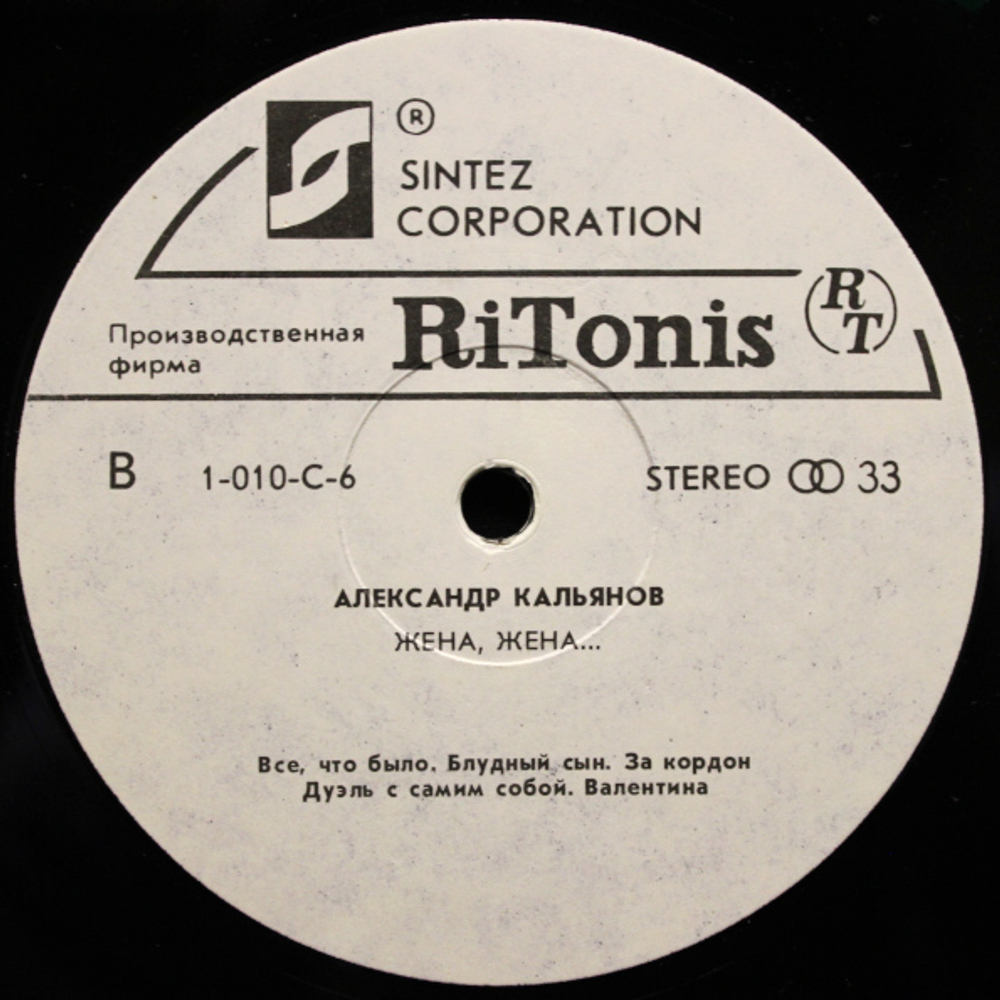 ®
SINTEZ
CORPORATION
Производственная
фирма
RiTonis
R
T
B 1-010-C-6 STEREO 33
АЛЕКСАНДР КАЛЬЯНОВ
ЖЕНА, ЖЕНА...
Все, что было. Блудный сын. За кордон
Дуэль с самим собой. Валентина